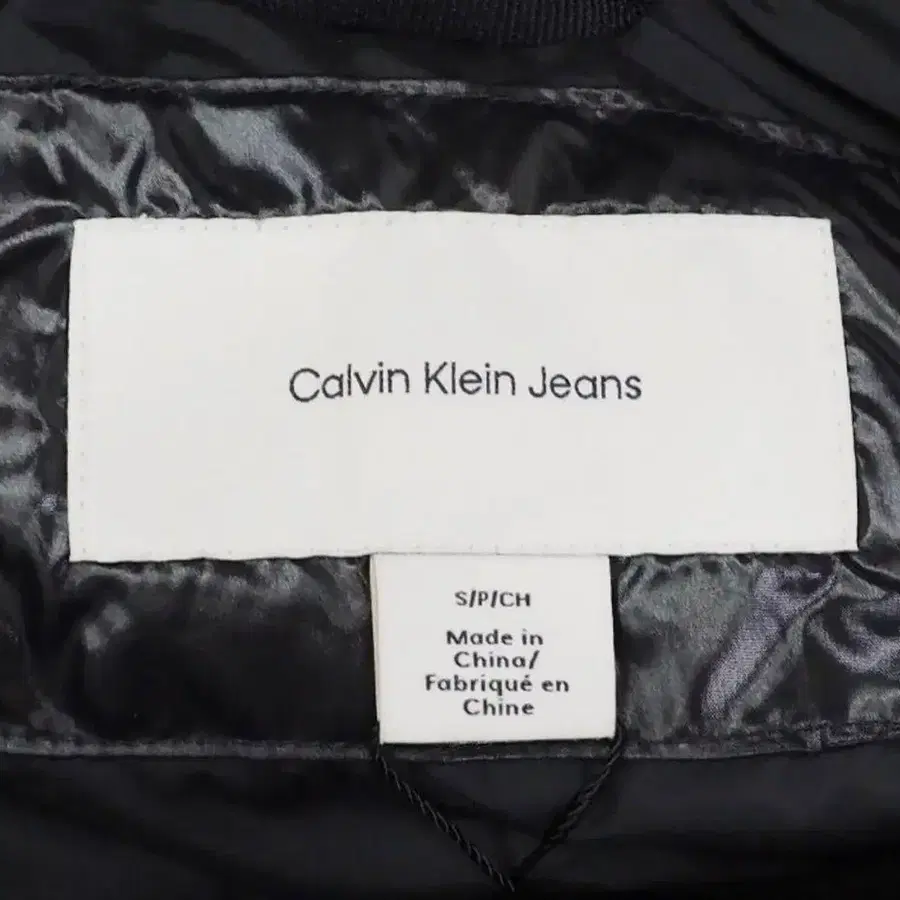 Calvin Klein Jeans
S/P/CH
Made in
China/
Fabriqué en
Chine